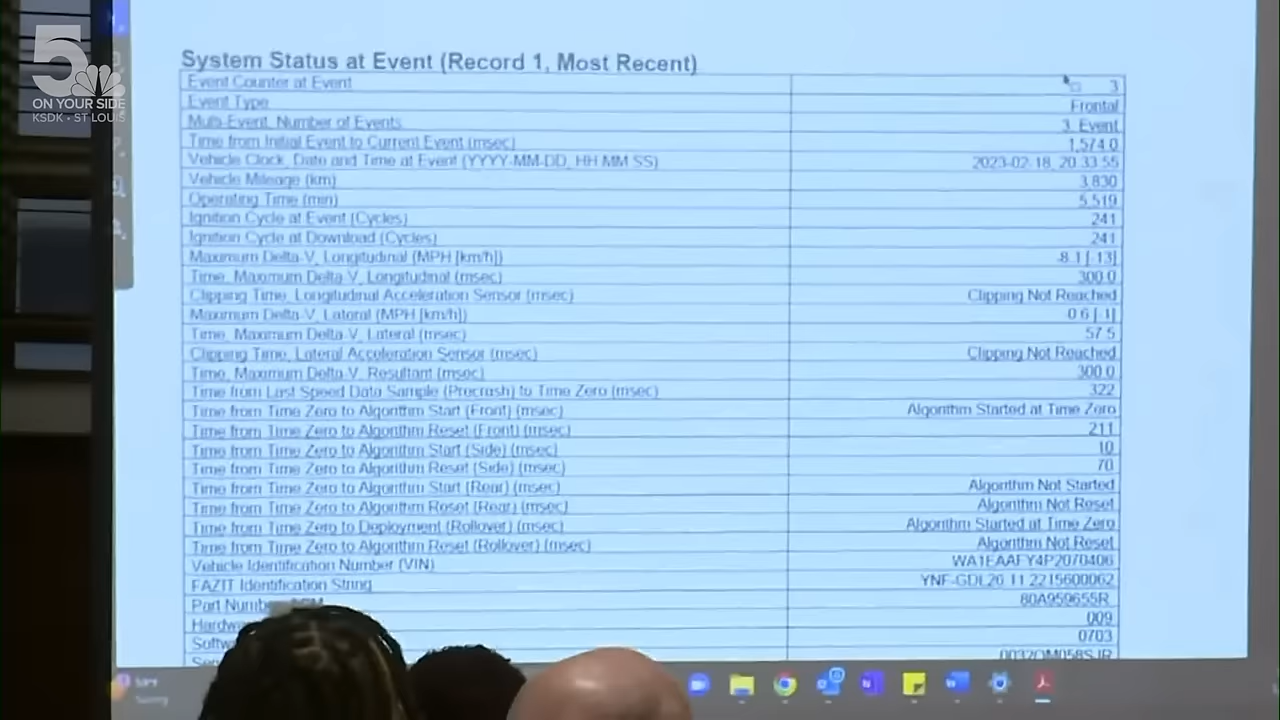 5
ON YOUR SIDE
KSDK • ST LOUIS
System Status at Event (Record 1, Most Recent)
Event Counter at Event 3
Event Type Frontal
Multi-Event, Number of Events 3. Event
Time from Initial Event to Current Event (msec) 1,574.0
Vehicle Clock, Date and Time at Event (YYYY-MM-DD, HH MM SS) 2023-02-18, 20 33 55
Vehicle Mileage (km) 3,830
Operating Time (min) 5,519
Ignition Cycle at Event (Cycles) 241
Ignition Cycle at Download (Cycles) 241
Maximum Delta-V, Longitudinal (MPH [km/h]) -8.1 [-13]
Time, Maximum Delta-V, Longitudinal (msec) 300.0
Clipping Time, Longitudinal Acceleration Sensor (msec) Clipping Not Reached
Maximum Delta-V, Lateral (MPH [km/h]) 0.6 [1]
Time, Maximum Delta-V, Lateral (msec) 57.5
Clipping Time, Lateral Acceleration Sensor (msec) Clipping Not Reached
Time, Maximum Delta-V, Resultant (msec) 300.0
Time from Last Speed Data Sample (Precrash) to Time Zero (msec) 322
Time from Time Zero to Algorithm Start (Front) (msec) Algorithm Started at Time Zero
Time from Time Zero to Algorithm Reset (Front) (msec) 211
Time from Time Zero to Algorithm Start (Side) (msec) 10
Time from Time Zero to Algorithm Reset (Side) (msec) 70
Time from Time Zero to Algorithm Start (Rear) (msec) Algorithm Not Started
Time from Time Zero to Algorithm Reset (Rear) (msec) Algorithm Not Reset
Time from Time Zero to Deployment (Rollover) (msec) Algorithm Started at Time Zero
Time from Time Zero to Algorithm Reset (Rollover) (msec) Algorithm Not Reset
Vehicle Identification Number (VIN) WA1EAAFY4P2070406
FAZIT Identification String YNF-GDL26 11 2215600062
Part 80A959655R
009
0703
59°F
Sunny